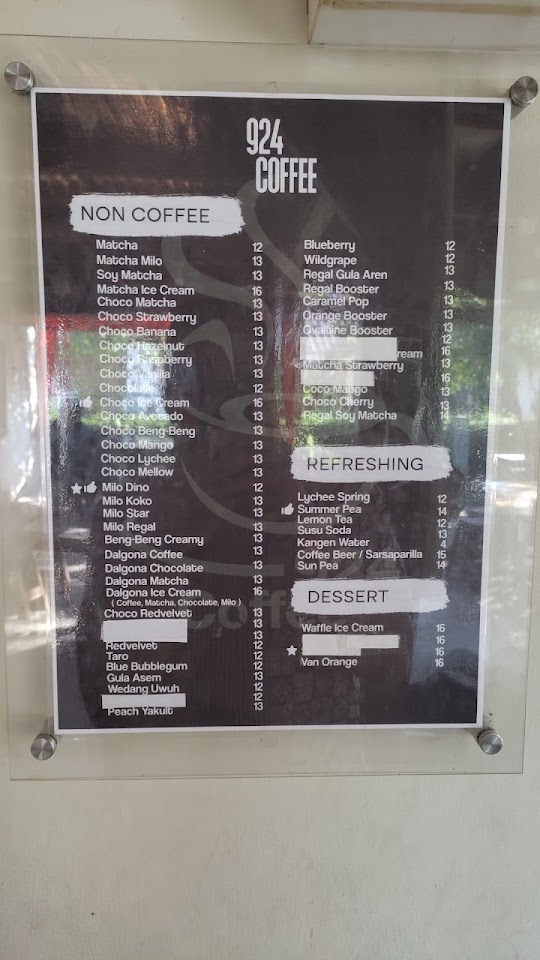 924
COFFEE
NON COFFEE
Matcha 12
Matcha Milo 13
Soy Matcha 13
Matcha Ice Cream 16
Choco Matcha 13
Choco Strawberry 13
Choco Banana 13
Choco Hazelnut 13
Choco Raspberry 13
Choco Vanilla 13
Chocolate 12
Choco Ice Cream 16
Choco Avocado 13
Choco Beng-Beng 13
Choco Mango 13
Choco Lychee 13
Choco Mellow 13
Milo Dino 12
Milo Koko 13
Milo Star 13
Milo Regal 13
Beng-Beng Creamy 13
Dalgona Coffee 13
Dalgona Chocolate 13
Dalgona Matcha 13
Dalgona Ice Cream 16
( Coffee, Matcha, Chocolate, Milo )
Choco Redvelvet 13
13
13
Redvelvet 12
Taro 12
Blue Bubblegum 12
Gula Asem 13
Wedang Uwuh 12
12
Peach Yakult 13
Blueberry 12
Wildgrape 12
Regal Gula Aren 13
Regal Booster 13
Caramel Pop 13
Orange Booster 13
Ovaltine Booster 13
12
ream 16
Matcha Strawberry 13
16
Coco Mango 13
Choco Cherry 13
Regal Soy Matcha 14
REFRESHING
Lychee Spring 12
Summer Pea 14
Lemon Tea 12
Susu Soda 13
Kangen Water 4
Coffee Beer / Sarsaparilla 15
Sun Pea 14
DESSERT
Waffle Ice Cream 16
16
16
Van Orange 16